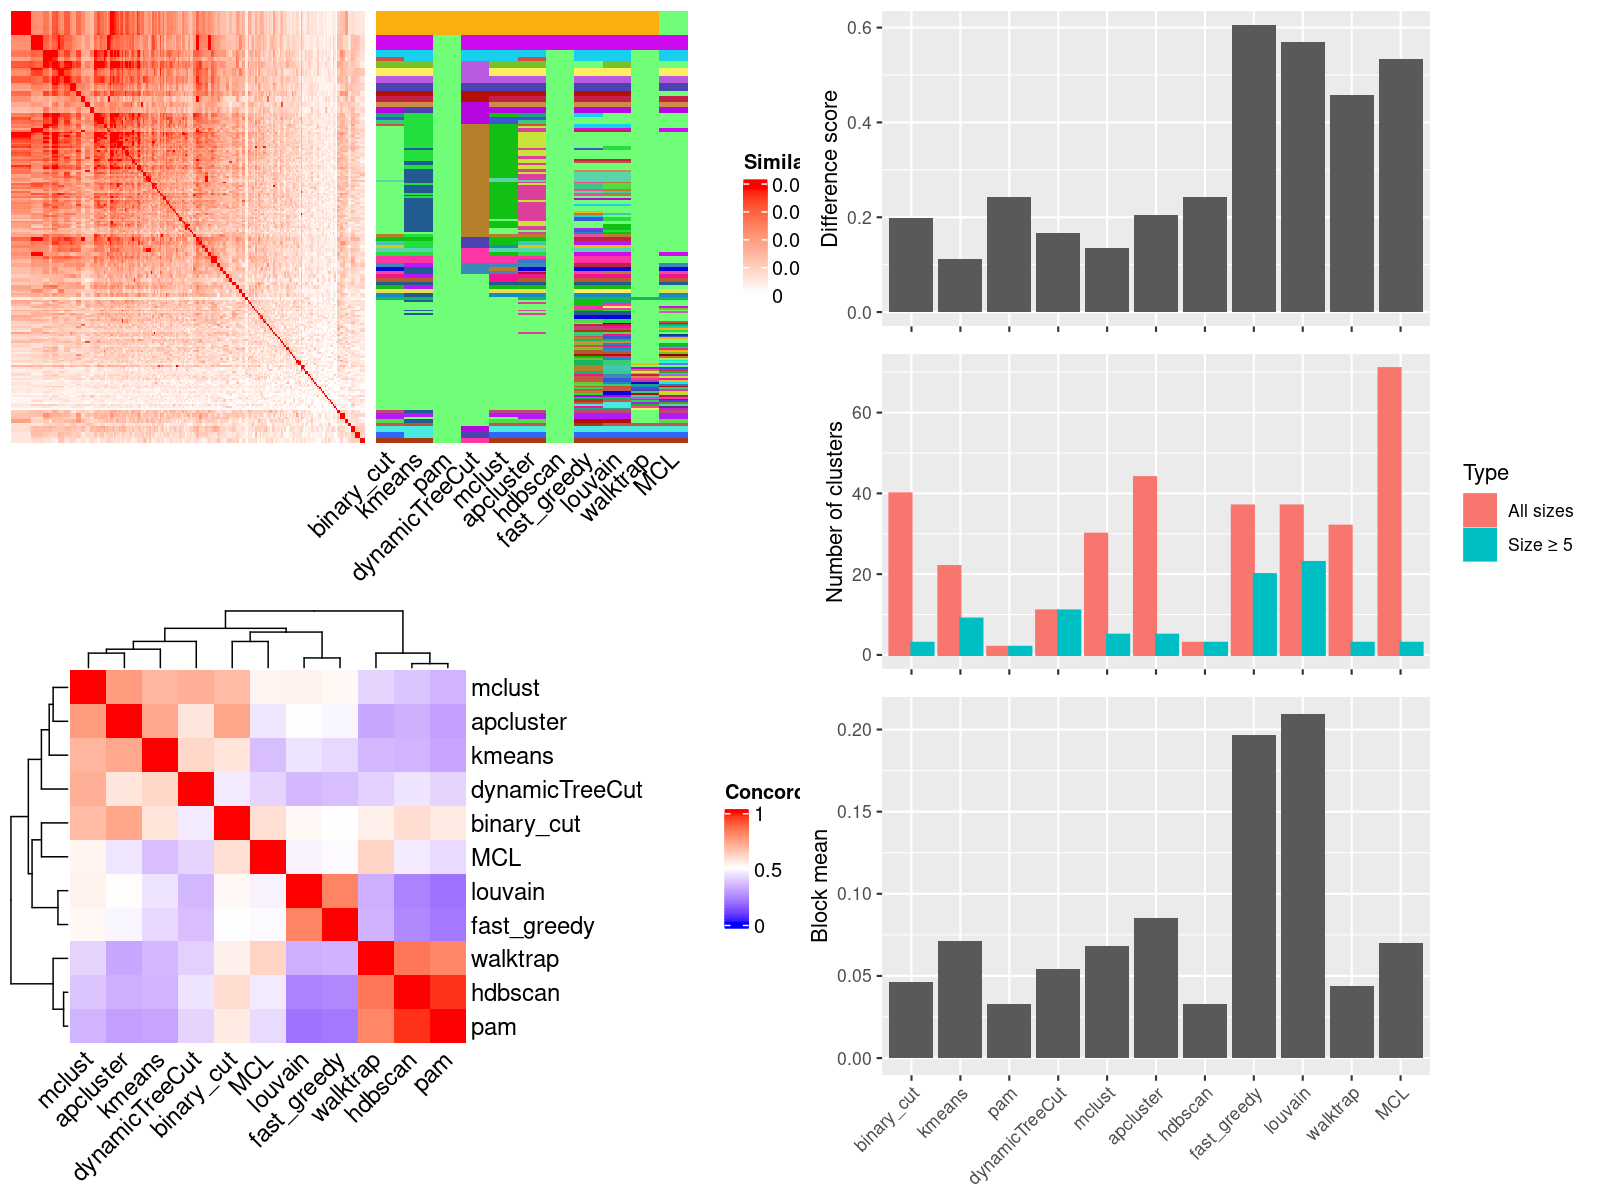 Simila
0.0
0.0
0.0
0.0
0
binary_cut
kmeans
pam
dynamicTreeCut
mclust
apcluster
hdbscan
fast_greedy
louvain
walktrap
MCL
mclust
apcluster
kmeans
dynamicTreeCut
binary_cut
MCL
louvain
fast_greedy
walktrap
hdbscan
pam
mclust
apcluster
kmeans
dynamicTreeCut
binary_cut
MCL
louvain
fast_greedy
walktrap
hdbscan
pam
Concord
1
0.5
0
Difference score
0.6
0.4
0.2
0.0
Number of clusters
60
40
20
0
Type
All sizes
Size ≥ 5
Block mean
0.20
0.15
0.10
0.05
0.00
binary_cut
kmeans
pam
dynamicTreeCut
mclust
apcluster
hdbscan
fast_greedy
louvain
walktrap
MCL